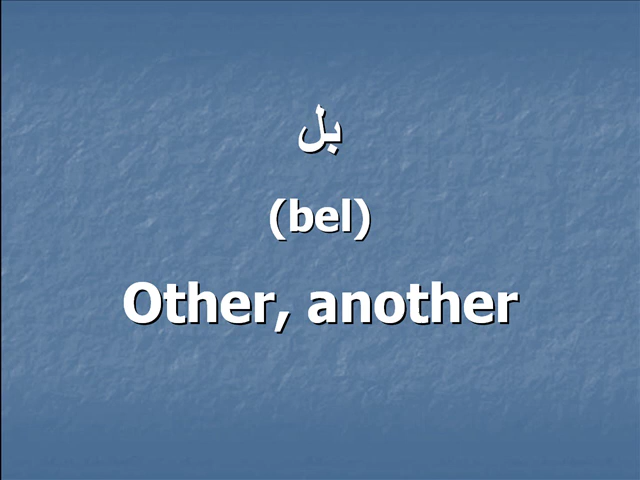 بل
(bel)
Other, another